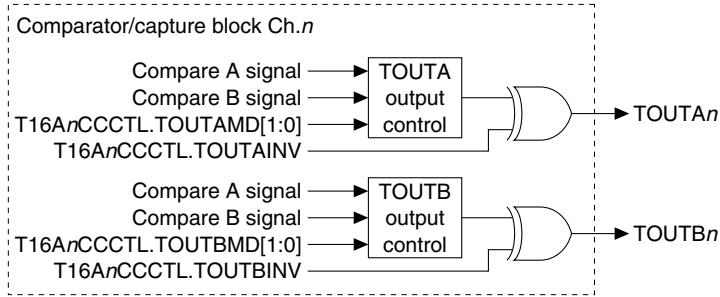 Comparator/capture block Ch.n
Compare A signal
Compare B signal
T16AnCCCTL.TOUTAMD[1:0]
T16AnCCCTL.TOUTAINV
TOUTA
output
control
TOUTAn
Compare A signal
Compare B signal
T16AnCCCTL.TOUTBMD[1:0]
T16AnCCCTL.TOUTBINV
TOUTB
output
control
TOUTBn